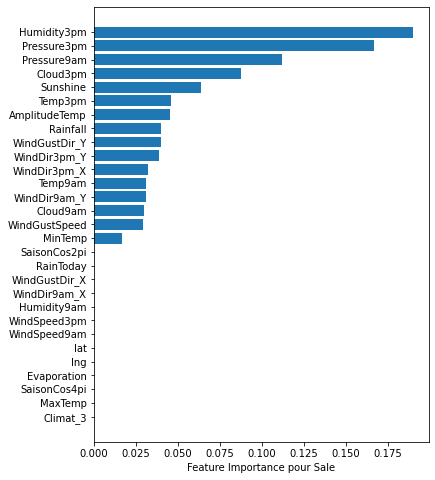 Humidity3pm
Pressure3pm
Pressure9am
Cloud3pm
Sunshine
Temp3pm
AmplitudeTemp
Rainfall
WindGustDir_Y
WindDir3pm_Y
WindDir3pm_X
Temp9am
WindDir9am_Y
Cloud9am
WindGustSpeed
MinTemp
SaisonCos2pi
RainToday
WindGustDir_X
WindDir9am_X
Humidity9am
WindSpeed3pm
WindSpeed9am
lat
lng
Evaporation
SaisonCos4pi
MaxTemp
Climat_3
0.000 0.025 0.050 0.075 0.100 0.125 0.150 0.175
Feature Importance pour Sale